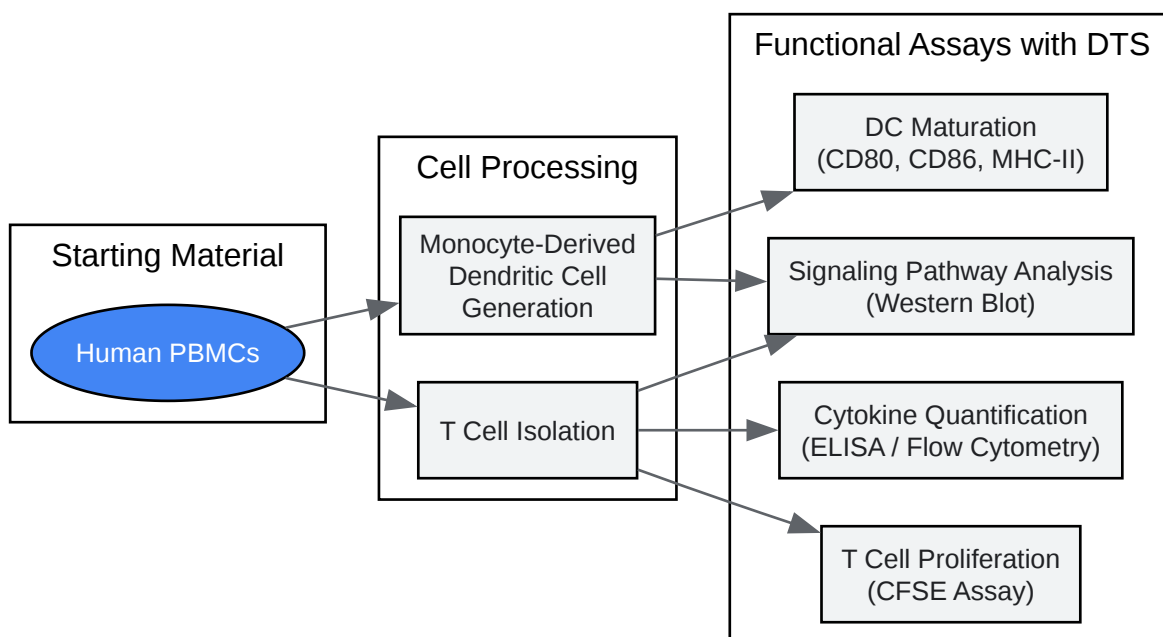 Starting Material
Human PBMCs
Cell Processing
Monocyte-Derived
Dendritic Cell
Generation
T Cell Isolation
Functional Assays with DTS
DC Maturation
(CD80, CD86, MHC-II)
Signaling Pathway Analysis
(Western Blot)
Cytokine Quantification
(ELISA / Flow Cytometry)
T Cell Proliferation
(CFSE Assay)